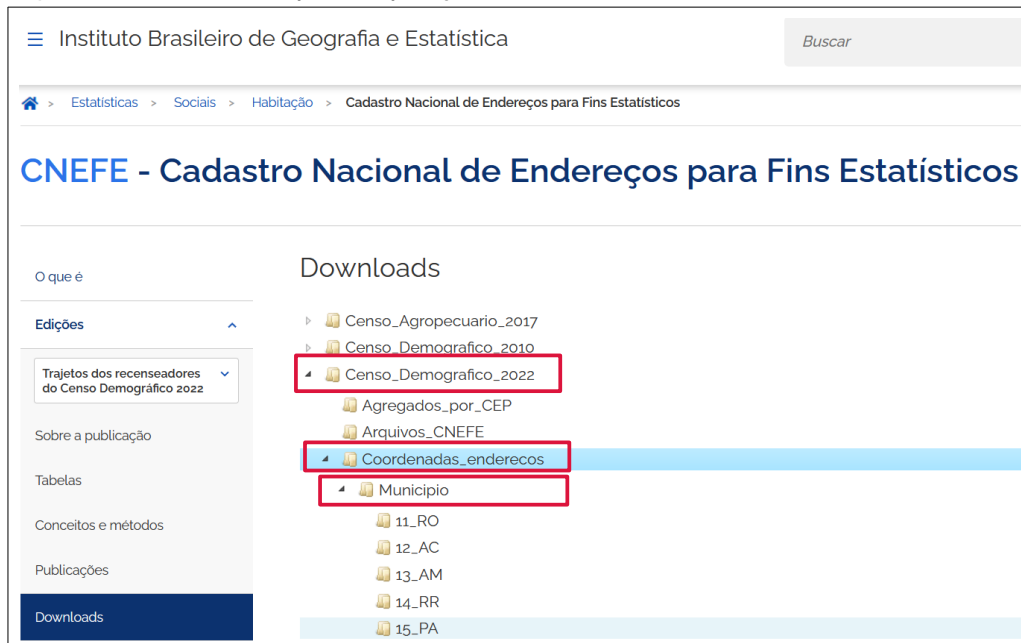 Instituto Brasileiro de Geografia e Estatística
Buscar
> Estatísticas > Sociais > Habitação > Cadastro Nacional de Endereços para Fins Estatísticos
CNEFE - Cadastro Nacional de Endereços para Fins Estatísticos
O que é
Edições
Trajetos dos recenseadores
do Censo Demográfico 2022
Sobre a publicação
Tabelas
Conceitos e métodos
Publicações
Downloads
Downloads
Censo_Agropecuario_2017
Censo_Demografico_2010
Censo_Demografico_2022
Agregados_por_CEP
Arquivos_CNEFE
Coordenadas_enderecos
Municipio
11_RO
12_AC
13_AM
14_RR
15_PA